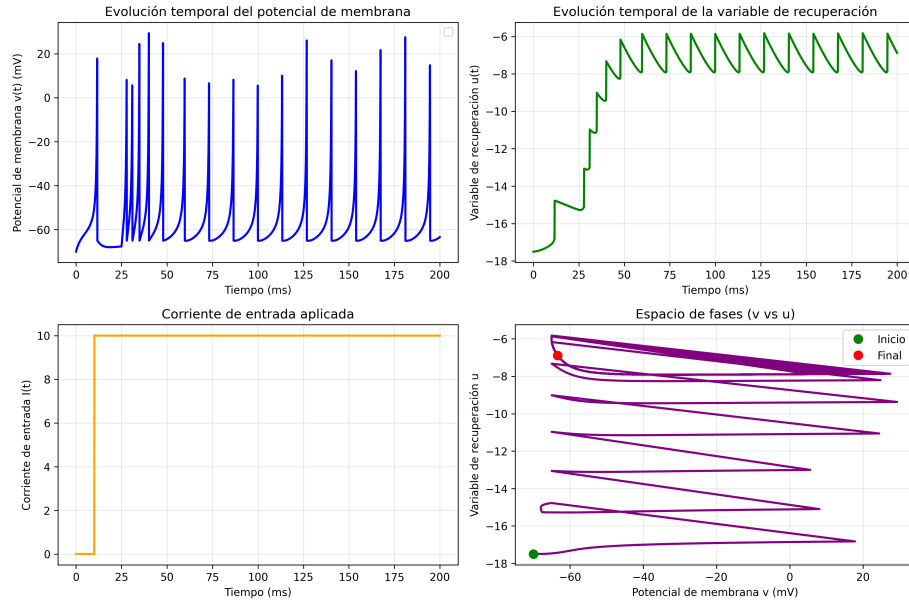 Evolución temporal del potencial de membrana
Potencial de membrana v(t) (mV)
20
0
−20
−40
−60
0 25 50 75 100 125 150 175 200
Tiempo (ms)
Evolución temporal de la variable de recuperación
Variable de recuperación u(t)
−6
−8
−10
−12
−14
−16
−18
0 25 50 75 100 125 150 175 200
Tiempo (ms)
Corriente de entrada aplicada
Corriente de entrada I(t)
10
8
6
4
2
0
0 25 50 75 100 125 150 175 200
Tiempo (ms)
Espacio de fases (v vs u)
Variable de recuperación u
Inicio
Final
−6
−8
−10
−12
−14
−16
−18
−60 −40 −20 0 20
Potencial de membrana v (mV)